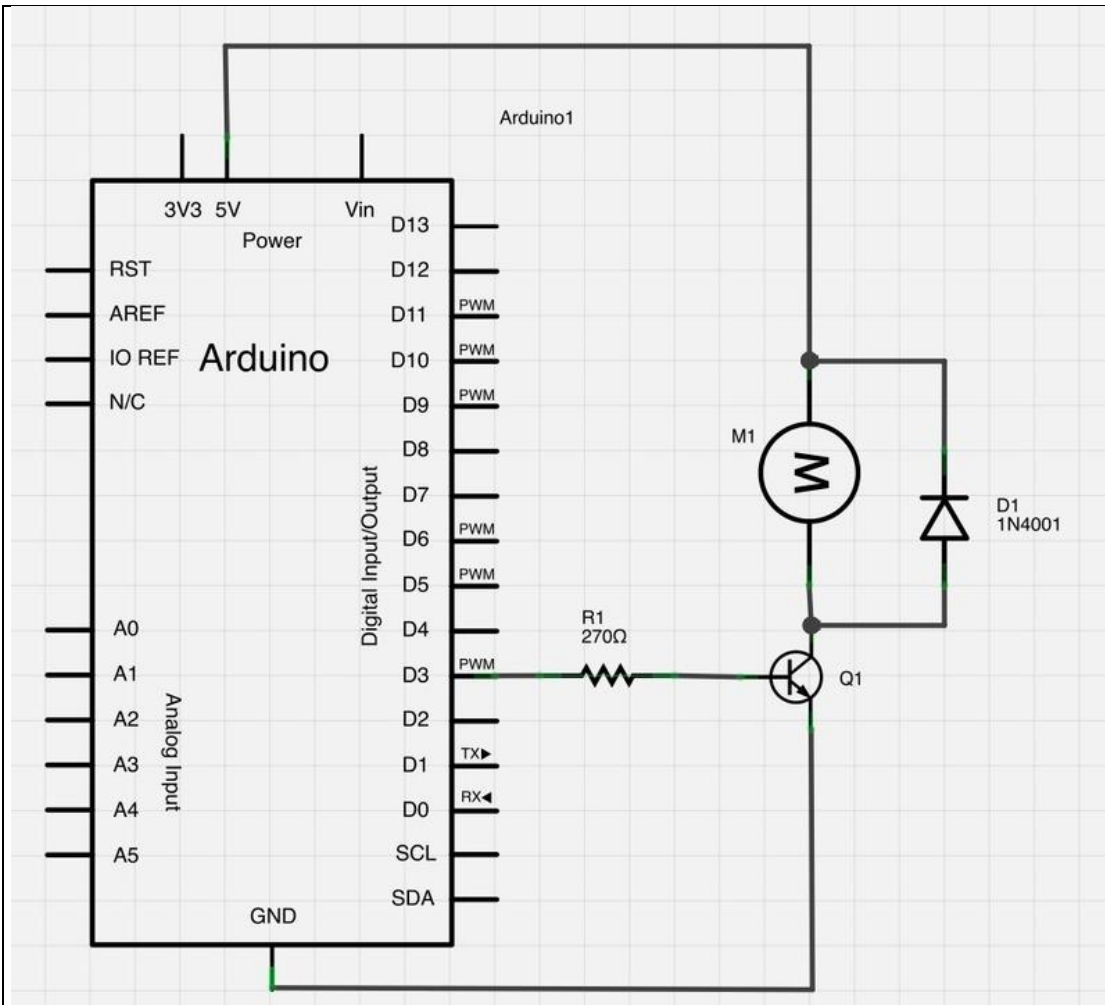 Arduino1
3V3 5V Vin
Power
D13
RST
D12
AREF
D11 PWM
IO REF
Arduino
D10 PWM
N/C
D9 PWM
D8
D7
D6 PWM
D5 PWM
Digital Input/Output
M1
M
D1
1N4001
A0
D4
R1
270Ω
A1
D3 PWM
Q1
A2
D2
Analog Input
A3
D1 TX▶
A4
D0 RX◀
A5
SCL
SDA
GND